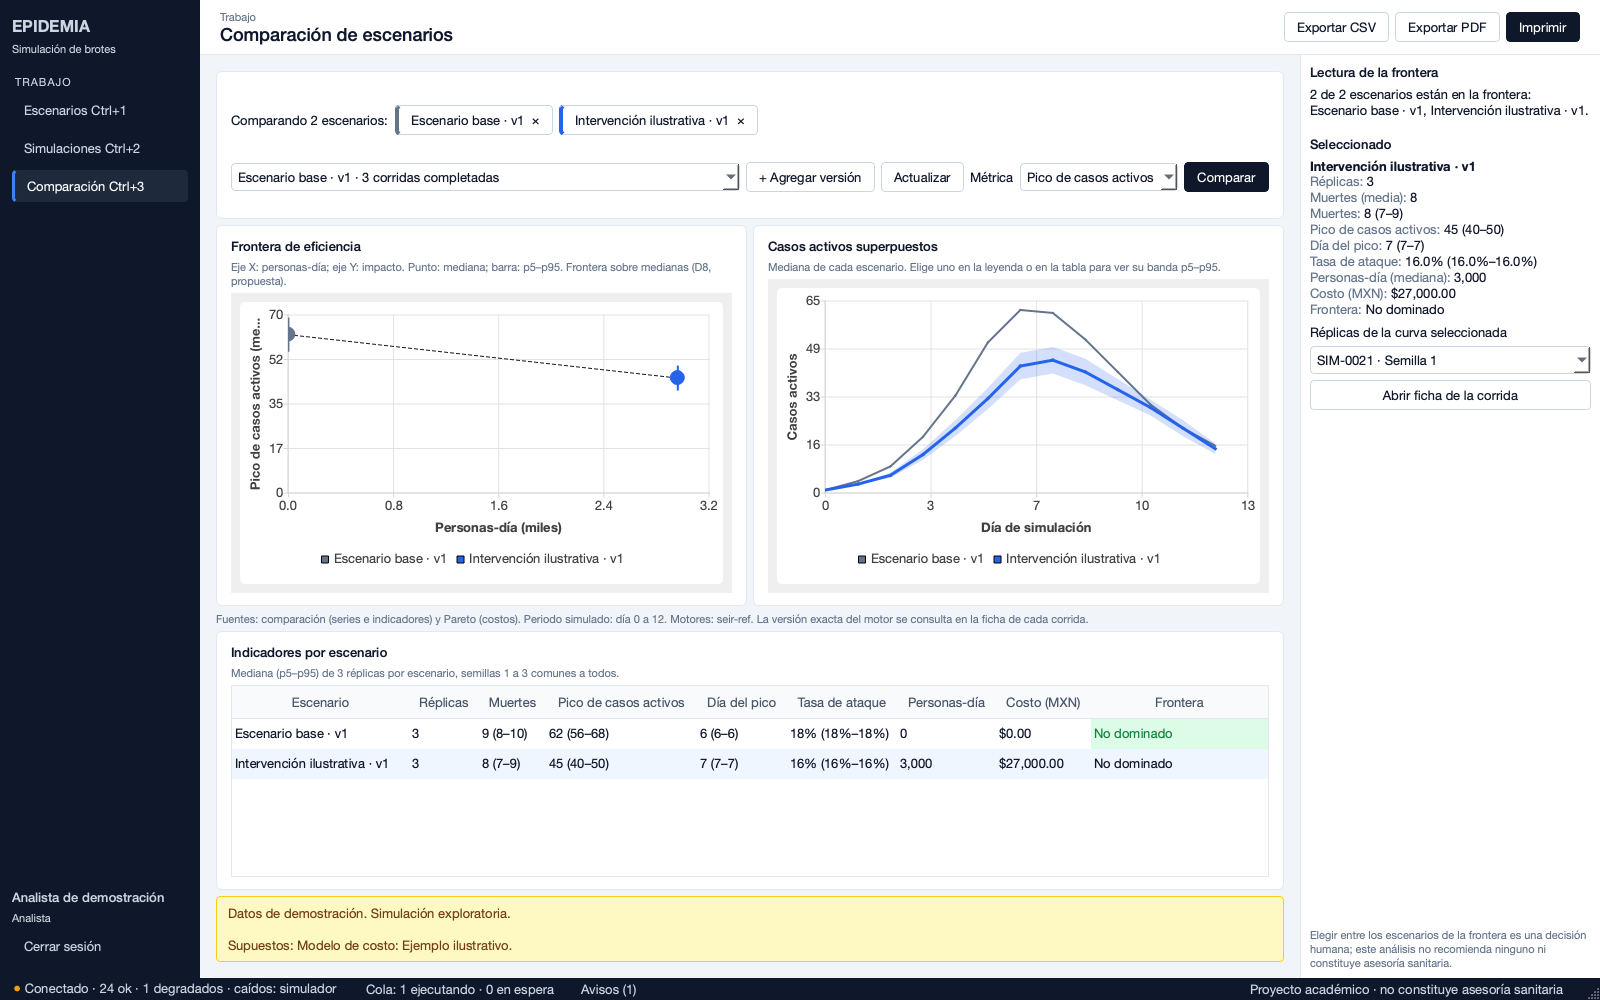 EPIDEMIA
Simulación de brotes
TRABAJO
Escenarios Ctrl+1
Simulaciones Ctrl+2
Comparación Ctrl+3
Analista de demostración
Analista
Cerrar sesión
Trabajo
Comparación de escenarios
Exportar CSV
Exportar PDF
Imprimir
Comparando 2 escenarios:
Escenario base · v1 ×
Intervención ilustrativa · v1 ×
Escenario base · v1 · 3 corridas completadas
+ Agregar versión
Actualizar
Métrica
Pico de casos activos
Comparar
Frontera de eficiencia
Eje X: personas-día; eje Y: impacto. Punto: mediana; barra: p5–p95. Frontera sobre medianas (D8,
propuesta).
Pico de casos activos (me...
70
52
35
17
0
0.0 0.8 1.6 2.4 3.2
Personas-día (miles)
Escenario base · v1 Intervención ilustrativa · v1
Casos activos superpuestos
Mediana de cada escenario. Elige uno en la leyenda o en la tabla para ver su banda p5–p95.
Casos activos
65
49
33
16
0
0 3 7 10 13
Día de simulación
Escenario base · v1 Intervención ilustrativa · v1
Fuentes: comparación (series e indicadores) y Pareto (costos). Periodo simulado: día 0 a 12. Motores: seir-ref. La versión exacta del motor se consulta en la ficha de cada corrida.
Indicadores por escenario
Mediana (p5–p95) de 3 réplicas por escenario, semillas 1 a 3 comunes a todos.
Escenario Réplicas Muertes Pico de casos activos Día del pico Tasa de ataque Personas-día Costo (MXN) Frontera
Escenario base · v1 3 9 (8–10) 62 (56–68) 6 (6–6) 18% (18%–18%) 0 $0.00 No dominado
Intervención ilustrativa · v1 3 8 (7–9) 45 (40–50) 7 (7–7) 16% (16%–16%) 3,000 $27,000.00 No dominado
Datos de demostración. Simulación exploratoria.
Supuestos: Modelo de costo: Ejemplo ilustrativo.
Lectura de la frontera
2 de 2 escenarios están en la frontera:
Escenario base · v1, Intervención ilustrativa · v1.
Seleccionado
Intervención ilustrativa · v1
Réplicas: 3
Muertes (media): 8
Muertes: 8 (7–9)
Pico de casos activos: 45 (40–50)
Día del pico: 7 (7–7)
Tasa de ataque: 16.0% (16.0%–16.0%)
Personas-día (mediana): 3,000
Costo (MXN): $27,000.00
Frontera: No dominado
Réplicas de la curva seleccionada
SIM-0021 · Semilla 1
Abrir ficha de la corrida
Elegir entre los escenarios de la frontera es una decisión
humana; este análisis no recomienda ninguno ni
constituye asesoría sanitaria.
Conectado · 24 ok · 1 degradados · caídos: simulador
Cola: 1 ejecutando · 0 en espera
Avisos (1)
Proyecto académico · no constituye asesoría sanitaria